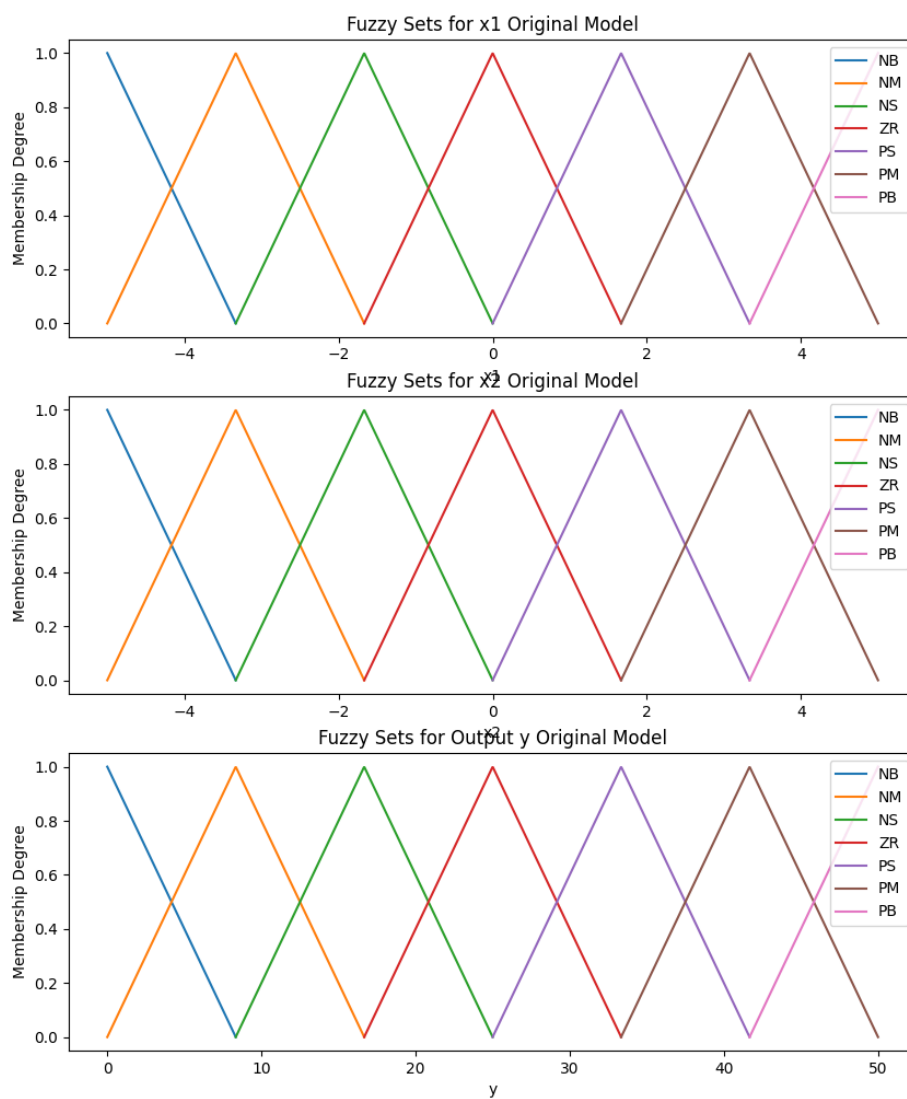 Fuzzy Sets for x1 Original Model
1.0
0.8
0.6
0.4
0.2
0.0
Membership Degree
NB
NM
NS
ZR
PS
PM
PB
−4 −2 0 2 4
x1
Fuzzy Sets for x2 Original Model
1.0
0.8
0.6
0.4
0.2
0.0
Membership Degree
NB
NM
NS
ZR
PS
PM
PB
−4 −2 0 2 4
x2
Fuzzy Sets for Output y Original Model
1.0
0.8
0.6
0.4
0.2
0.0
Membership Degree
NB
NM
NS
ZR
PS
PM
PB
0 10 20 30 40 50
y